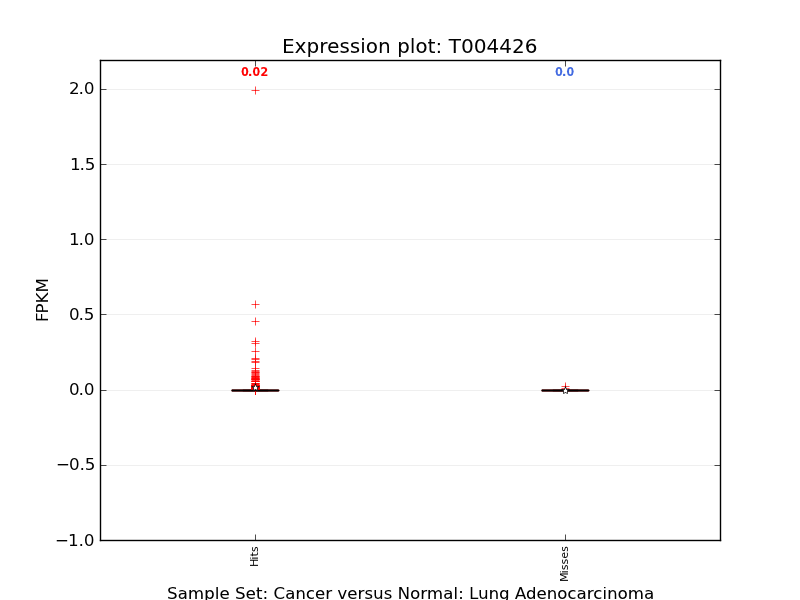 Expression plot: T004426
0.02
0.0
2.0
1.5
1.0
0.5
0.0
−0.5
−1.0
FPKM
Hits
Misses
Sample Set: Cancer versus Normal: Lung Adenocarcinoma